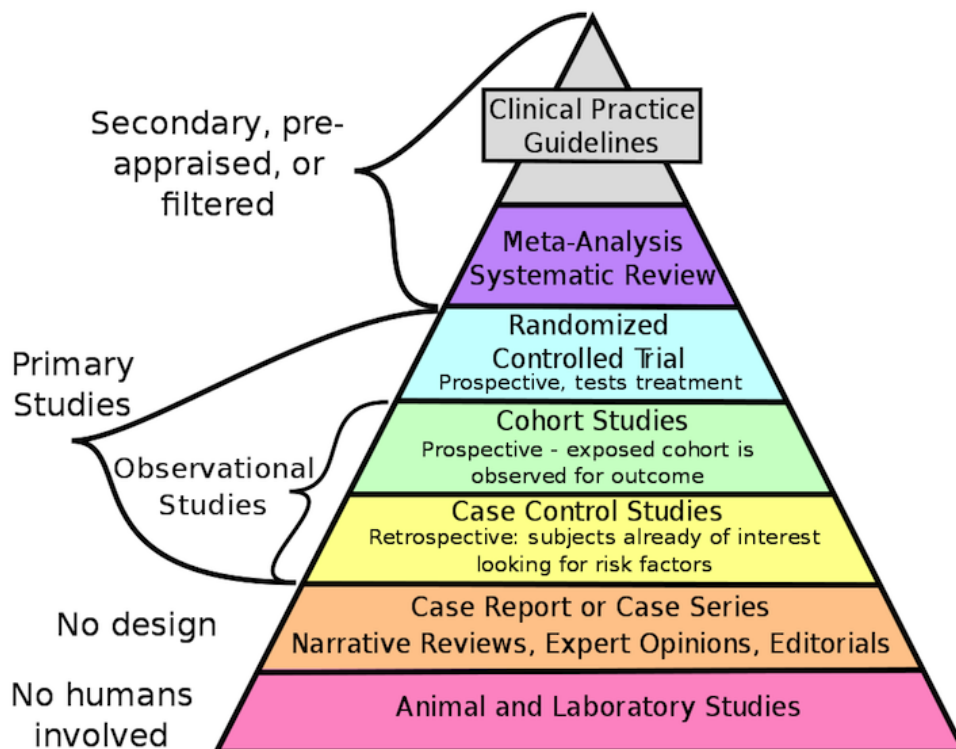 Clinical Practice
Guidelines
Secondary, pre-
appraised, or
filtered
Meta-Analysis
Systematic Review
Randomized
Controlled Trial
Prospective, tests treatment
Primary
Studies
Cohort Studies
Prospective - exposed cohort is
observed for outcome
Observational
Studies
Case Control Studies
Retrospective: subjects already of interest
looking for risk factors
No design
Case Report or Case Series
Narrative Reviews, Expert Opinions, Editorials
No humans
involved
Animal and Laboratory Studies